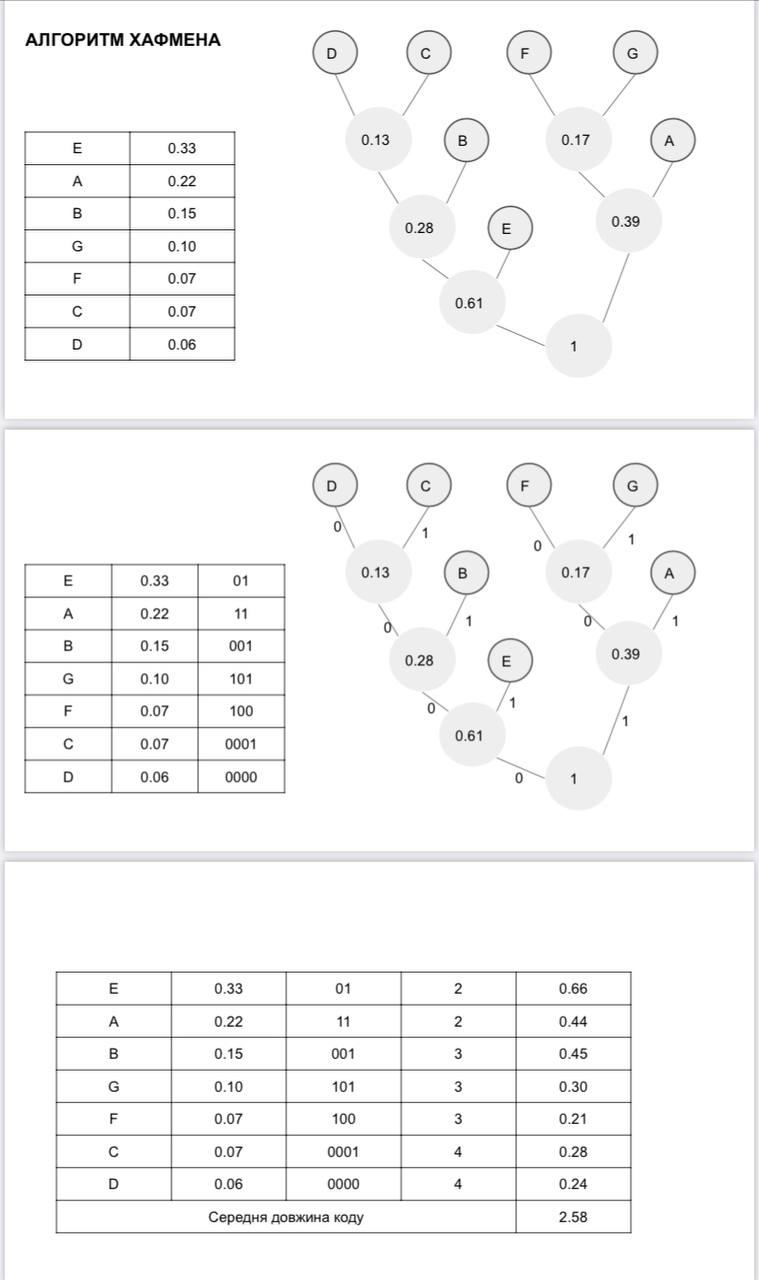 АЛГОРИТМ ХАФМЕНА
D C F G
0.13 B 0.17 A
0.28 E 0.39
0.61
1
E 0.33
A 0.22
B 0.15
G 0.10
F 0.07
C 0.07
D 0.06
D C F G
0 1 0 1
0.13 B 0.17 A
0 1 0 1
0.28 E 0.39
0 1 1
0.61
0 1
E 0.33 01
A 0.22 11
B 0.15 001
G 0.10 101
F 0.07 100
C 0.07 0001
D 0.06 0000
E 0.33 01 2 0.66
A 0.22 11 2 0.44
B 0.15 001 3 0.45
G 0.10 101 3 0.30
F 0.07 100 3 0.21
C 0.07 0001 4 0.28
D 0.06 0000 4 0.24
Середня довжина коду 2.58